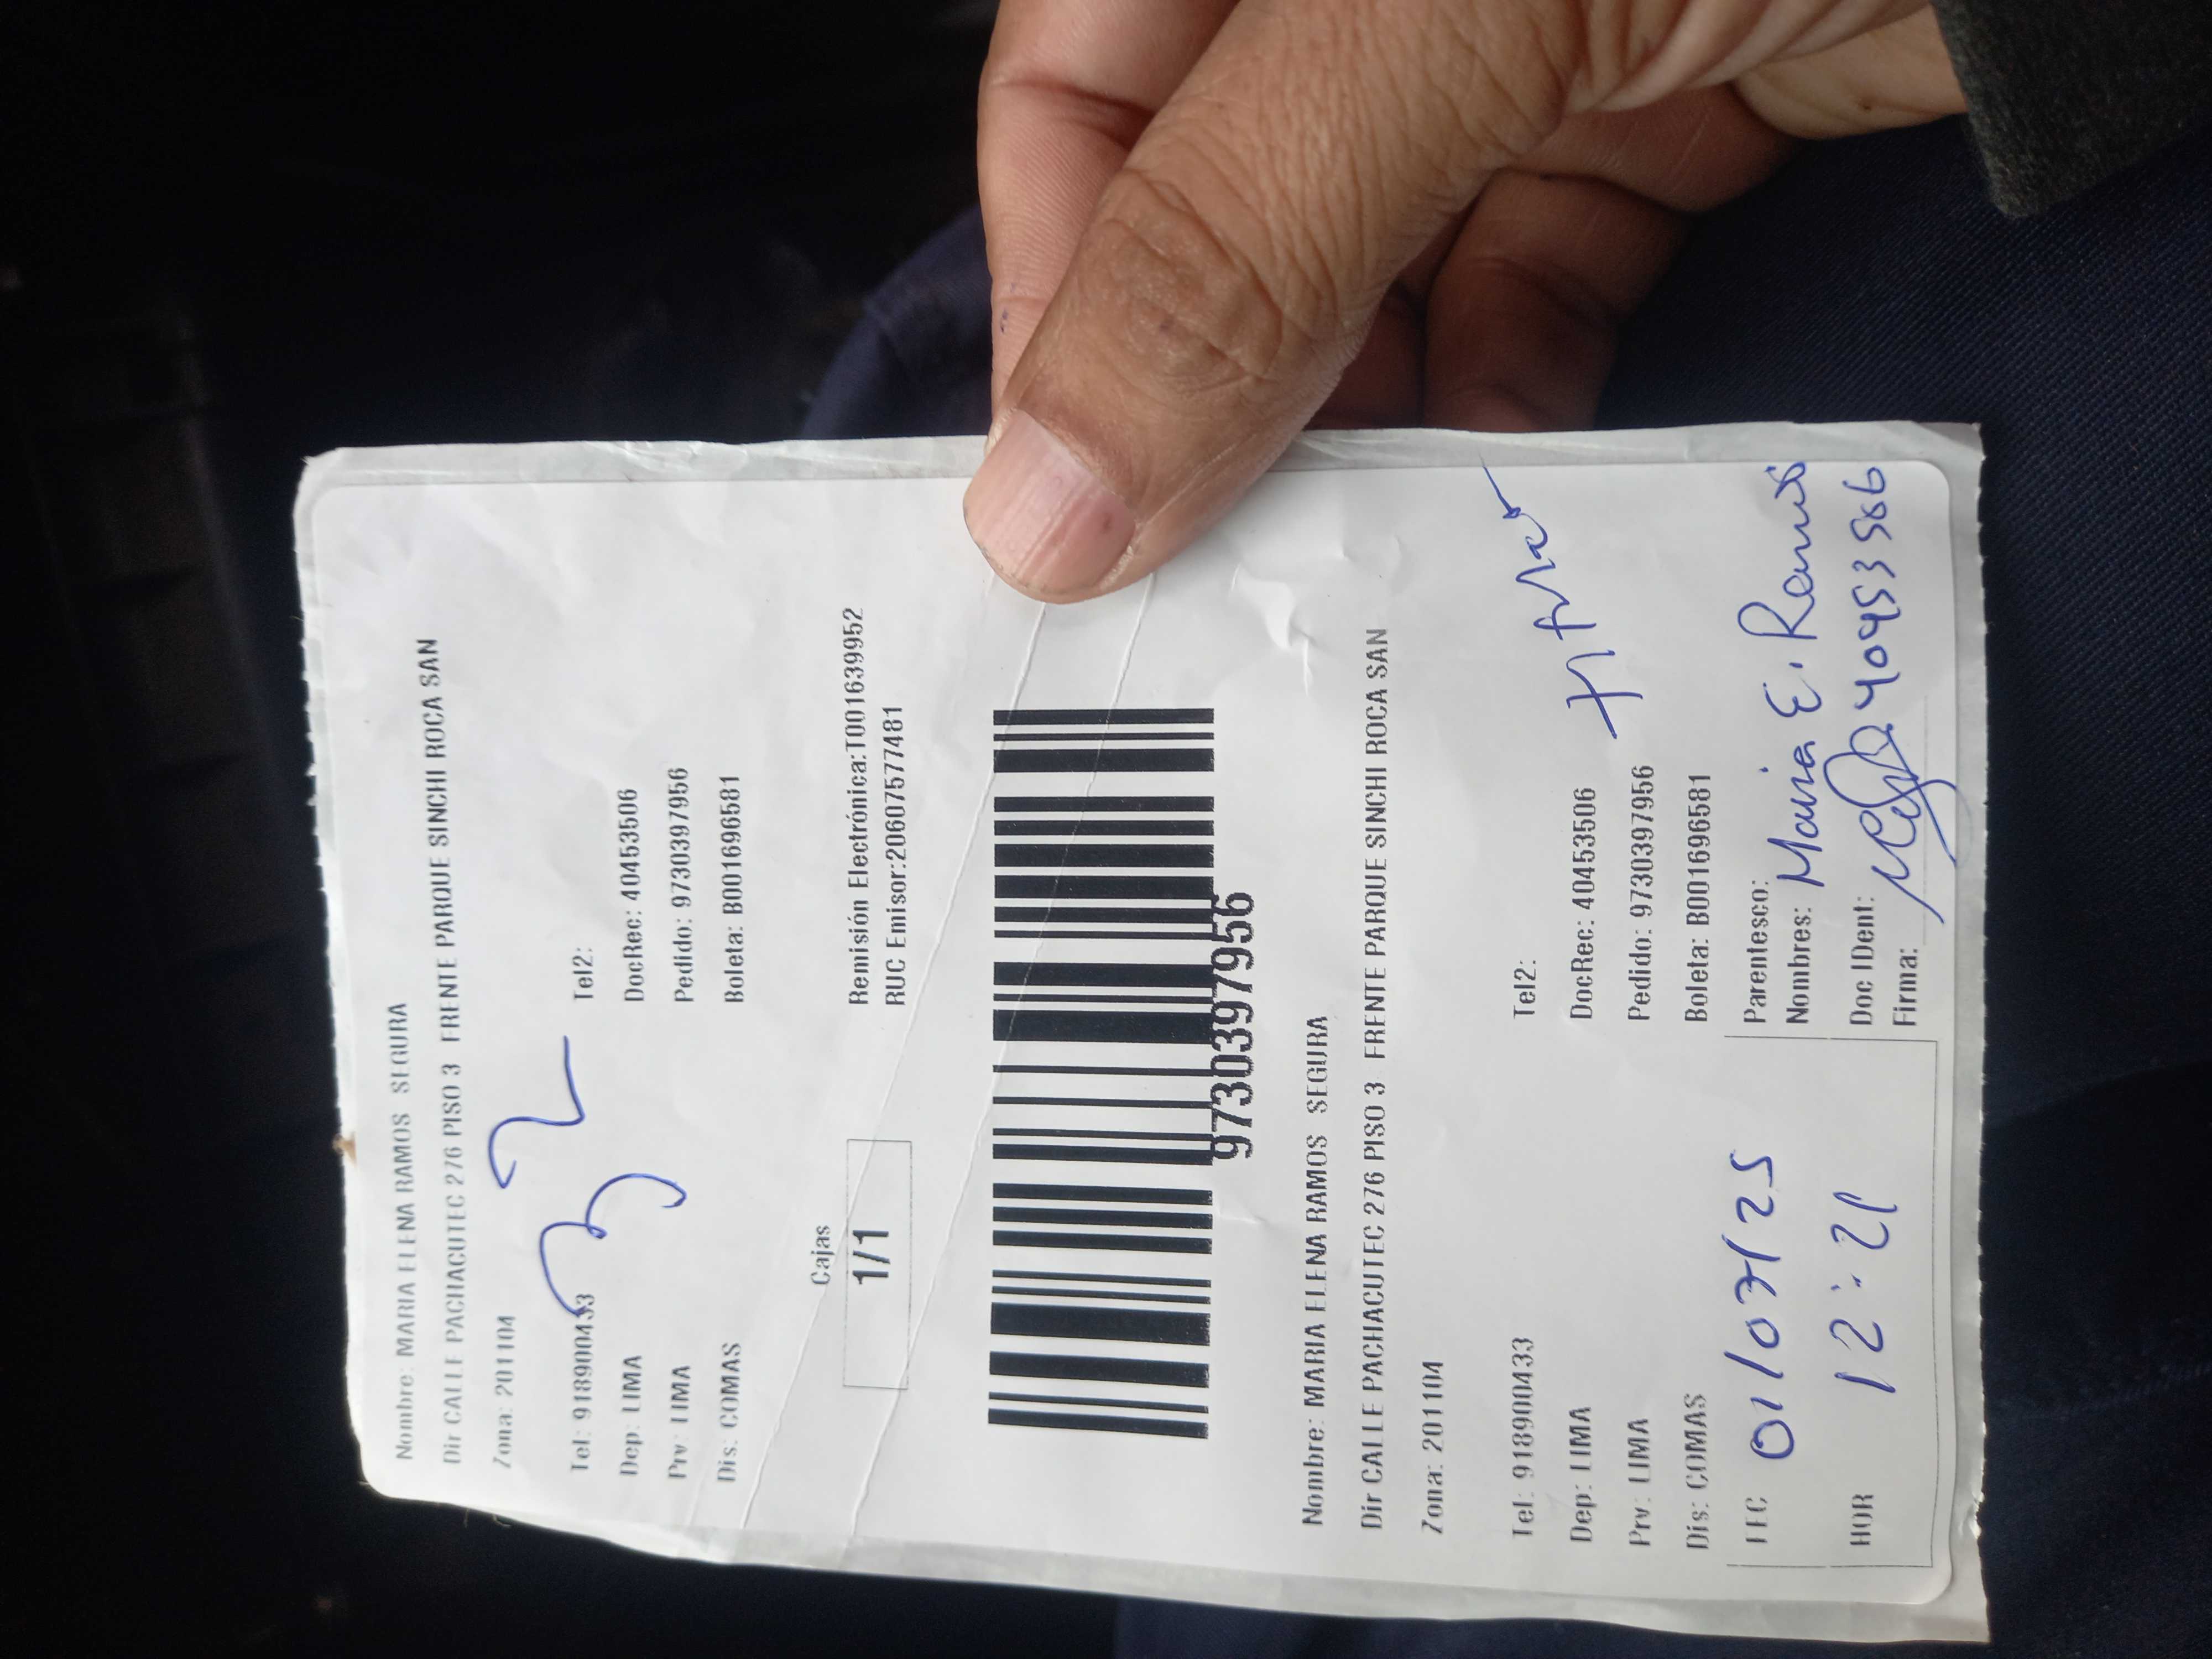 Nombre: MARIA ELENA RAMOS SEGURA
Dir CALLE PACHACUTEC 276 PISO 3 FRENTE PARQUE SINCHI ROCA SAN
Zona: 201104
Tel: 918900433 Tel2:
Dep: LIMA DocRec: 40453506
Prv: LIMA Pedido: 97303979​56
Dis: COMAS Boleta: B001696581
Cajas
1/1
Remisión Electrónica:T001639952
RUC Emisor:20607577481
9730397956
Nombre: MARIA ELENA RAMOS SEGURA
Dir CALLE PACHACUTEC 276 PISO 3 FRENTE PARQUE SINCHI ROCA SAN
Zona: 201104
Tel: 918900433 Tel2:
Dep: LIMA DocRec: 40453506
Prv: LIMA Pedido: 9730397956
Dis: COMAS Boleta: B001696581
FEC 01/07/25 Parentesco:
Nombres: Maria E. Ramos
HOR 12:21 Doc IDent: 40453506
Firma: